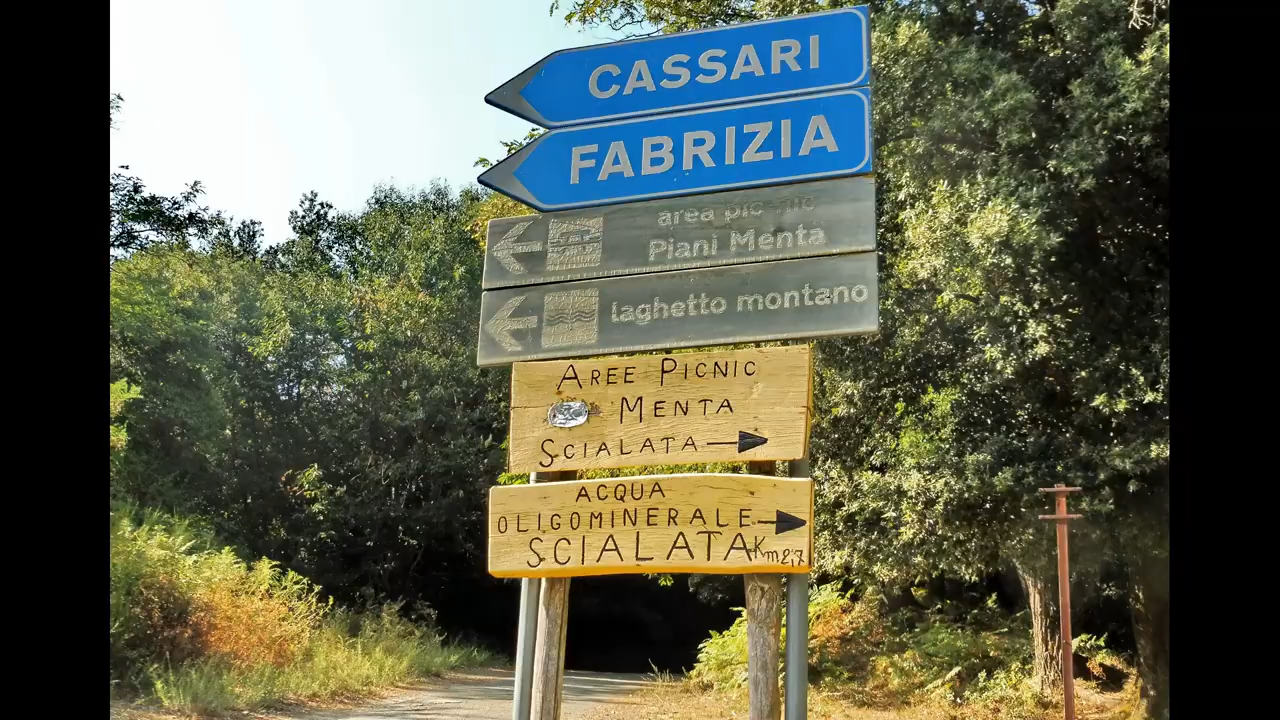 CASSARI
FABRIZIA
area pic-nic
Piani Menta
laghetto montano
AREE PICNIC
MENTA
SCIALATA
ACQUA
OLIGOMINERALE
SCIALATA Km 2,7